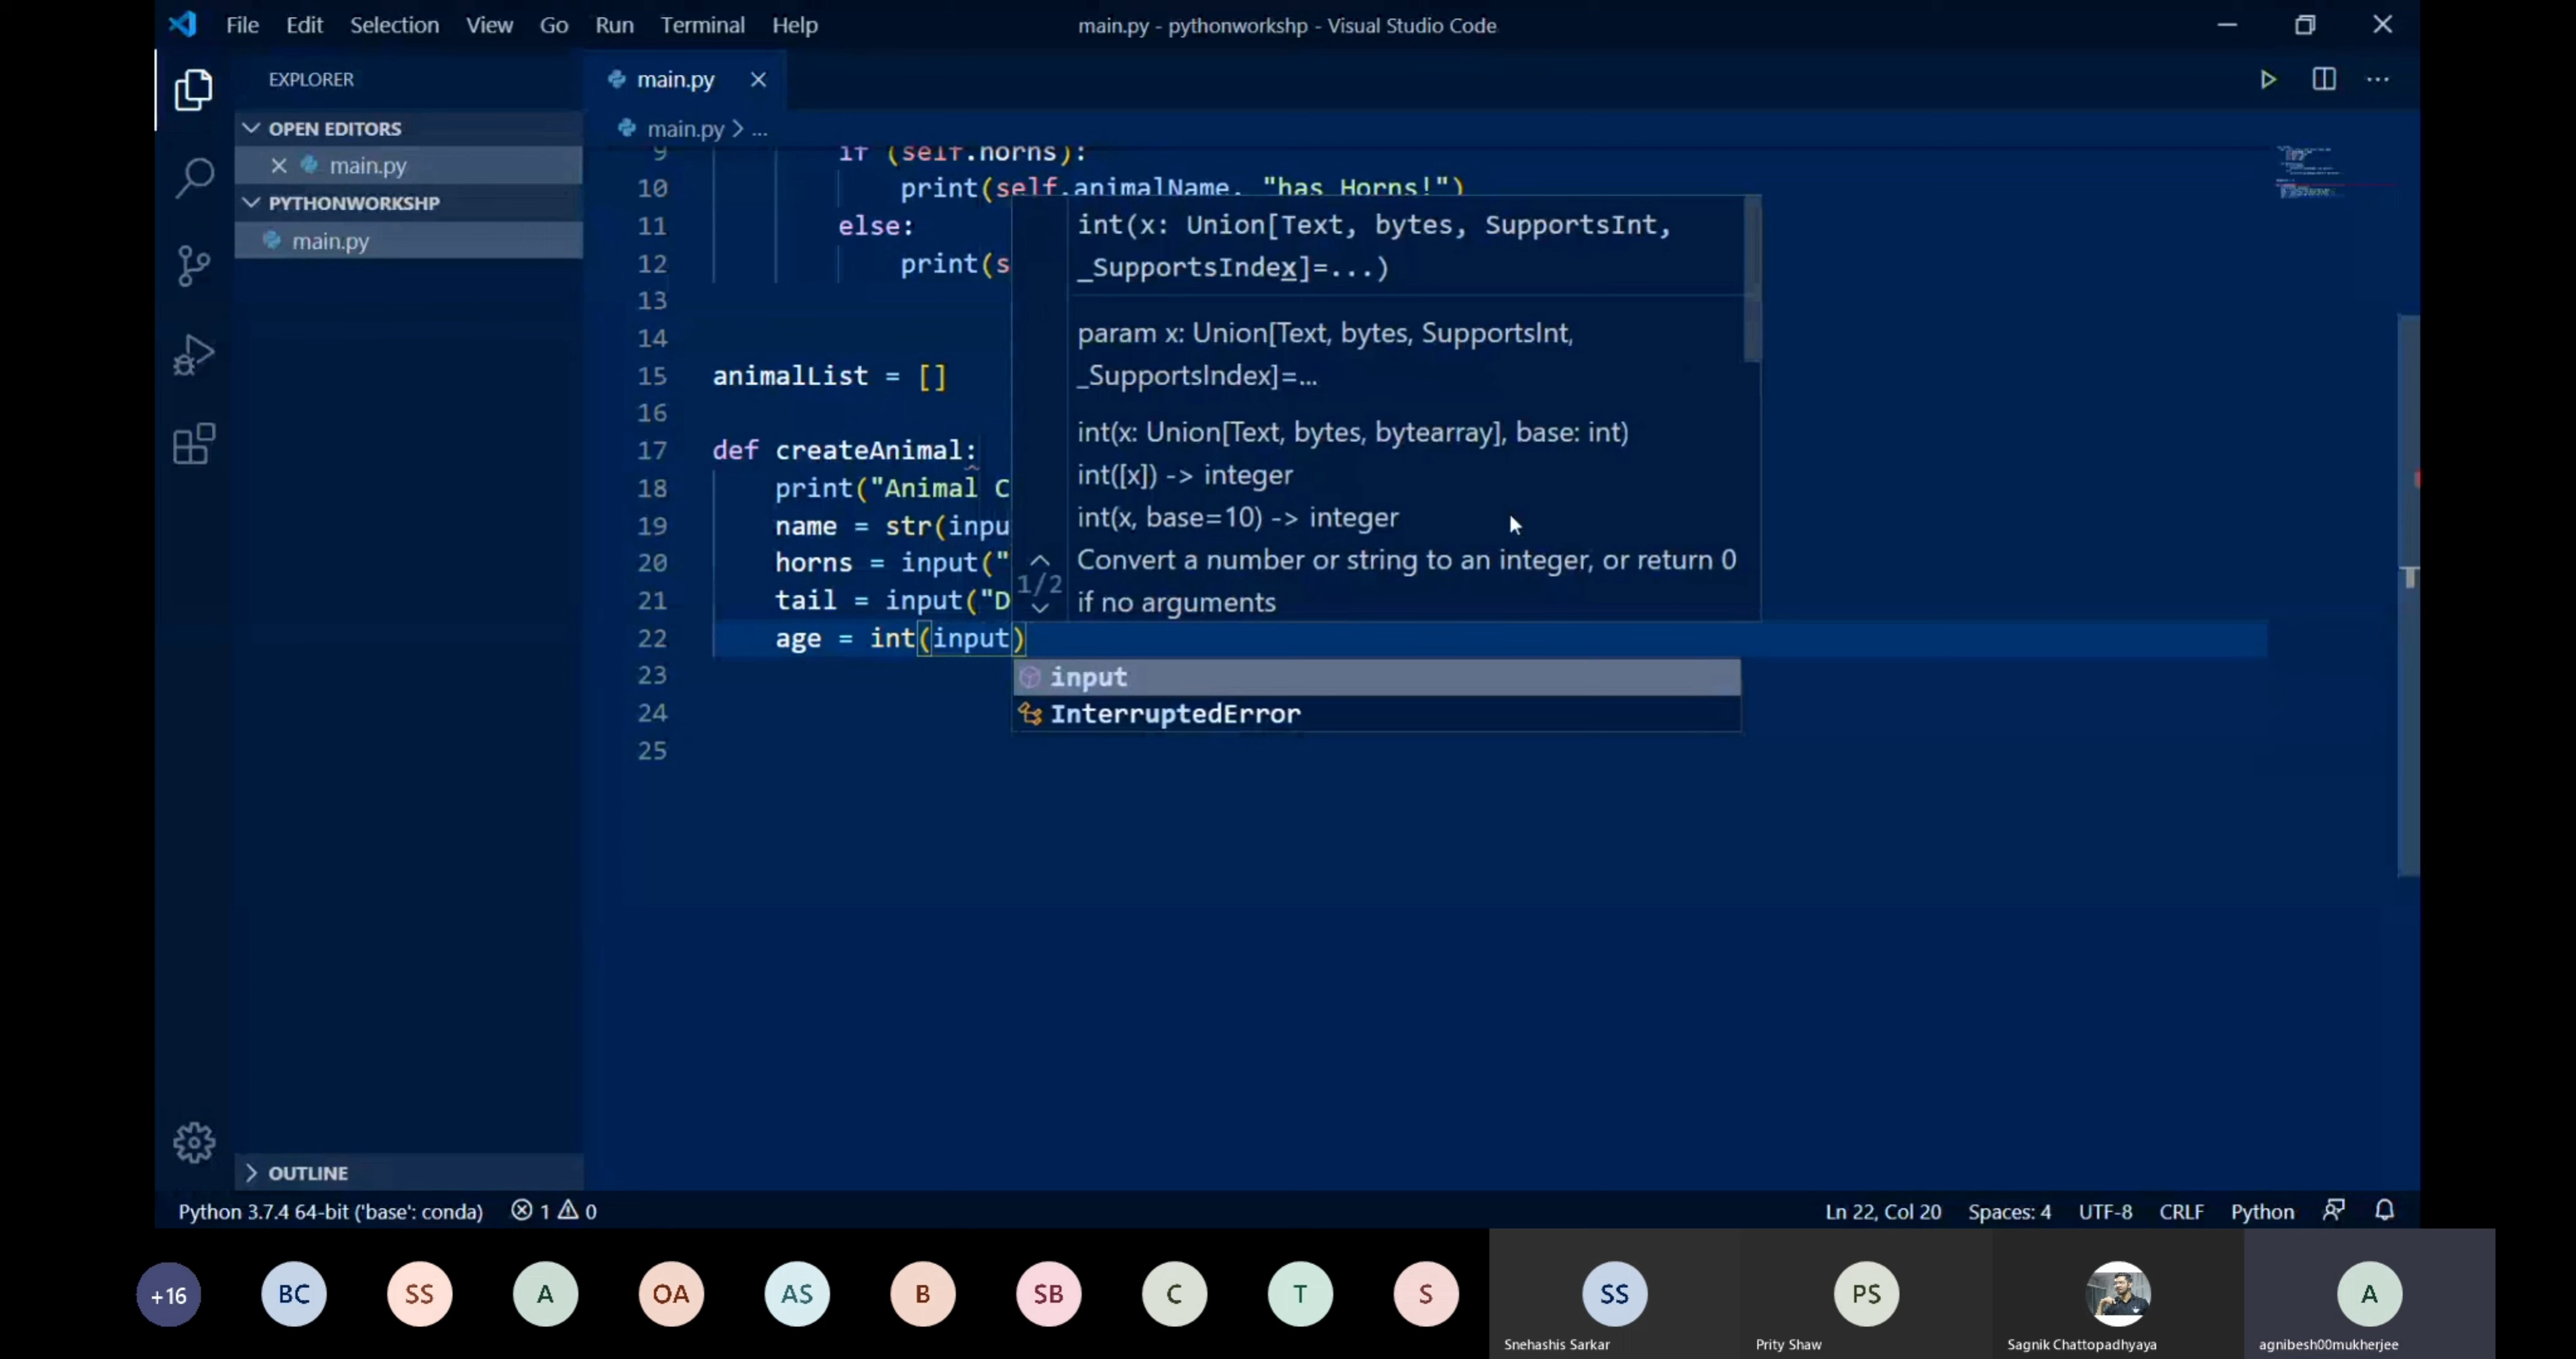 File Edit Selection View Go Run Terminal Help
main.py - pythonworkshp - Visual Studio Code
EXPLORER
OPEN EDITORS
main.py
PYTHONWORKSHP
main.py
OUTLINE
main.py
main.py > ...
9 if (self.horns):
10 print(self.animalName, "has Horns!")
11 else:
12 print(s
13
14
15 animalList = []
16
17 def createAnimal:
18 print("Animal C
19 name = str(inpu
20 horns = input("
21 tail = input("D
22 age = int(input)
23
24
25
int(x: Union[Text, bytes, SupportsInt,
_SupportsIndex]=...)
param x: Union[Text, bytes, SupportsInt,
_SupportsIndex]=...
int(x: Union[Text, bytes, bytearray], base: int)
int([x]) -> integer
int(x, base=10) -> integer
Convert a number or string to an integer, or return 0
if no arguments
1/2
input
InterruptedError
Python 3.7.4 64-bit ('base': conda) 1 0
Ln 22, Col 20 Spaces: 4 UTF-8 CRLF Python
+16 BC SS A OA AS B SB C T S SS PS A
Snehashis Sarkar
Prity Shaw
Sagnik Chattopadhyaya
agnibesh00mukherjee